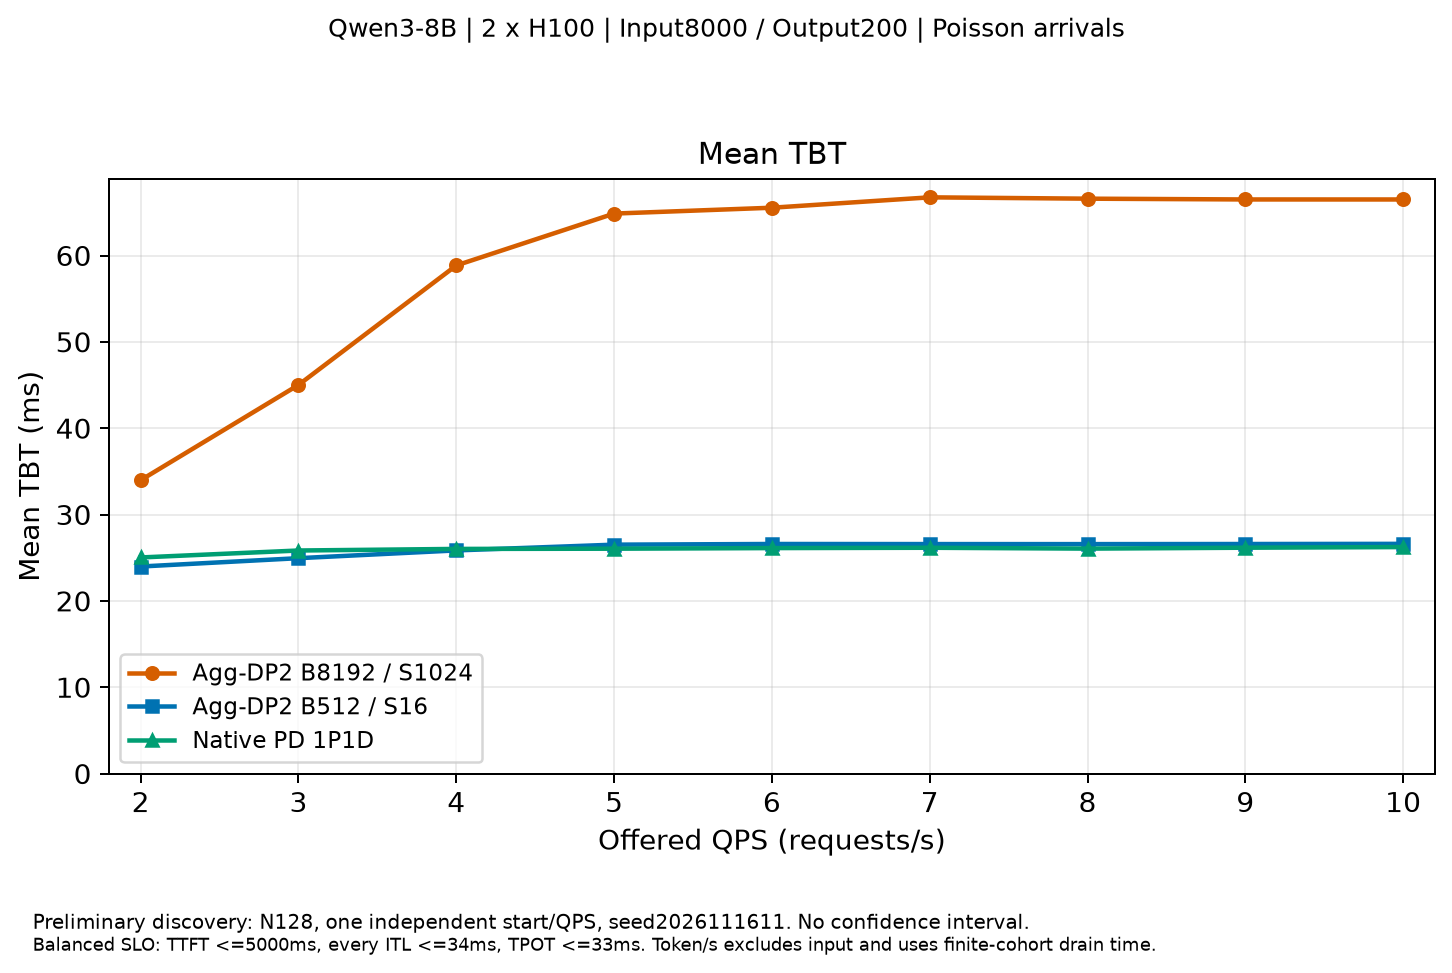 Qwen3-8B | 2 x H100 | Input8000 / Output200 | Poisson arrivals
Mean TBT
Mean TBT (ms)
60
50
40
30
20
10
0
Agg-DP2 B8192 / S1024
Agg-DP2 B512 / S16
Native PD 1P1D
2 3 4 5 6 7 8 9 10
Offered QPS (requests/s)
Preliminary discovery: N128, one independent start/QPS, seed2026111611. No confidence interval.
Balanced SLO: TTFT <=5000ms, every ITL <=34ms, TPOT <=33ms. Token/s excludes input and uses finite-cohort drain time.